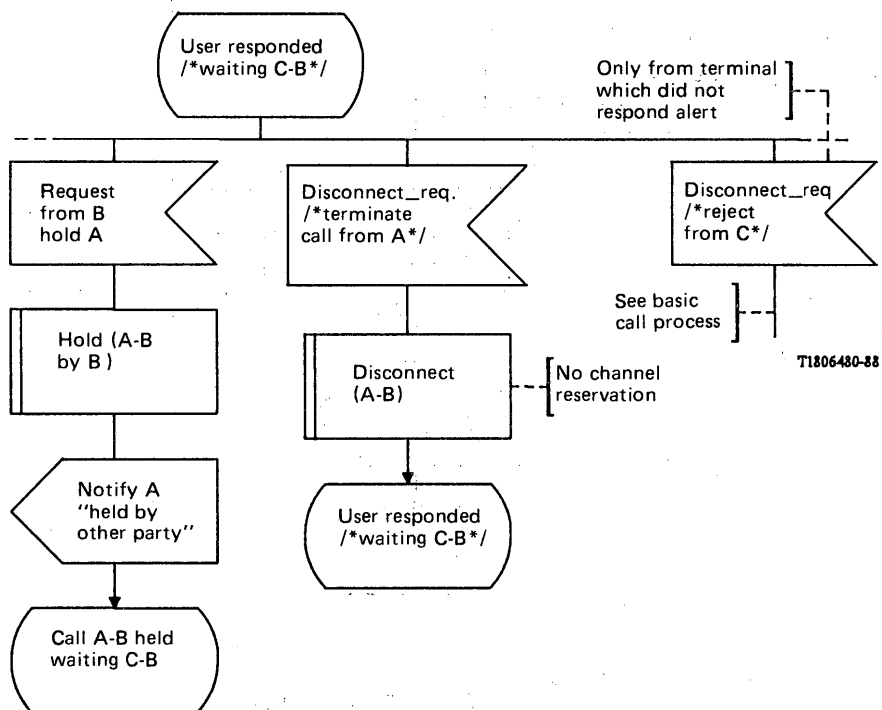 User responded
/*waiting C-B*/
Only from terminal
which did not
respond alert
Request
from B
hold A
Disconnect_req.
/*terminate
call from A*/
Disconnect_req
/*reject
from C*/
Hold (A-B
by B)
See basic
call process
T1806480-88
Disconnect
(A-B)
No channel
reservation
Notify A
"held by
other party"
User responded
/*waiting C-B*/
Call A-B held
waiting C-B